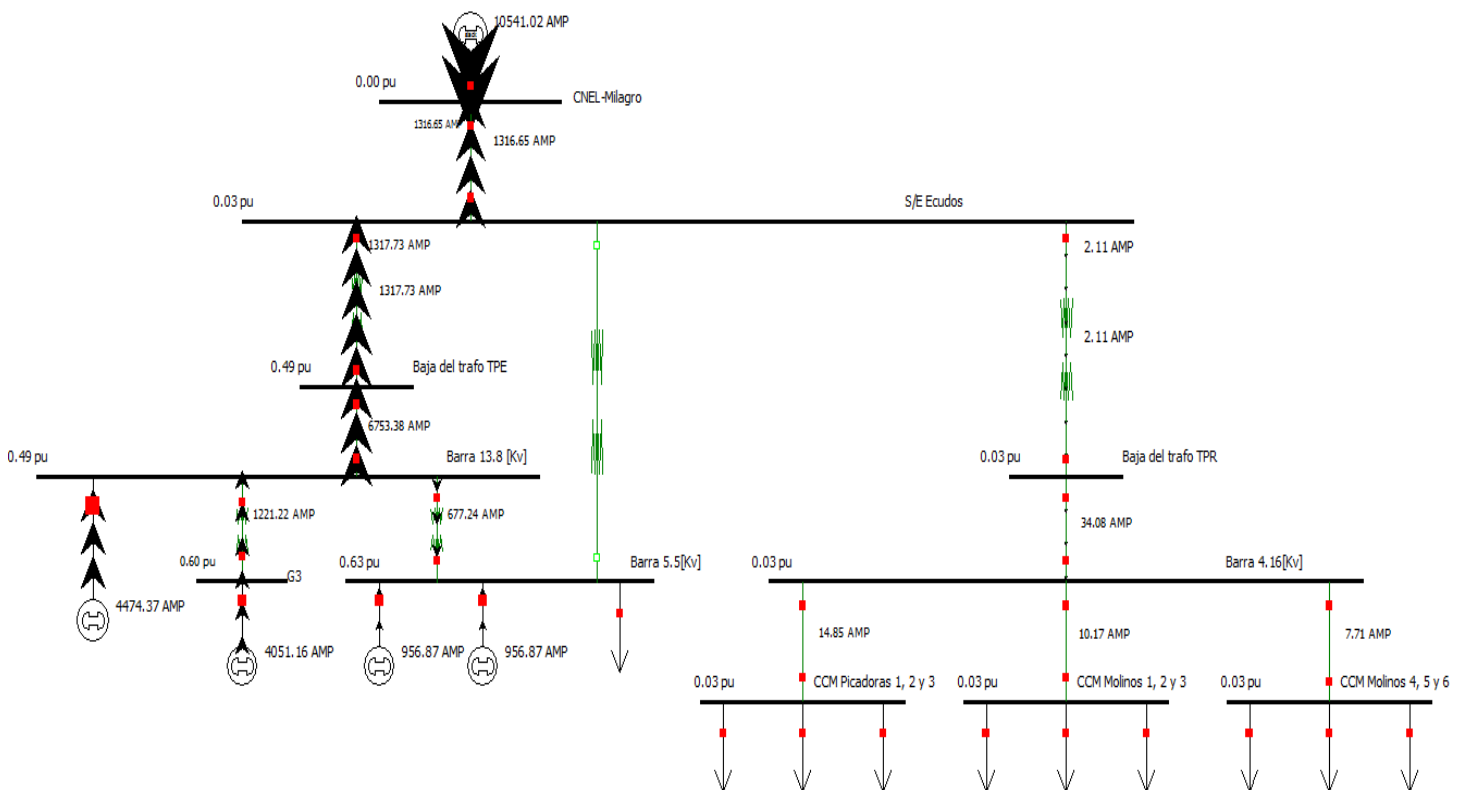 10541.02 AMP
0.00 pu
CNEL-Milagro
1316.65 AMP
1316.65 AMP
0.03 pu
S/E Ecudos
1317.73 AMP
2.11 AMP
1317.73 AMP
2.11 AMP
0.49 pu
Baja del trafo TPE
6753.38 AMP
0.49 pu
Barra 13.8 [Kv]
0.03 pu
Baja del trafo TPR
1221.22 AMP
677.24 AMP
34.08 AMP
0.60 pu
G3
0.63 pu
Barra 5.5[Kv]
0.03 pu
Barra 4.16[Kv]
4474.37 AMP
4051.16 AMP
956.87 AMP
956.87 AMP
14.85 AMP
10.17 AMP
7.71 AMP
0.03 pu
CCM Picadoras 1, 2 y 3
0.03 pu
CCM Molinos 1, 2 y 3
0.03 pu
CCM Molinos 4, 5 y 6